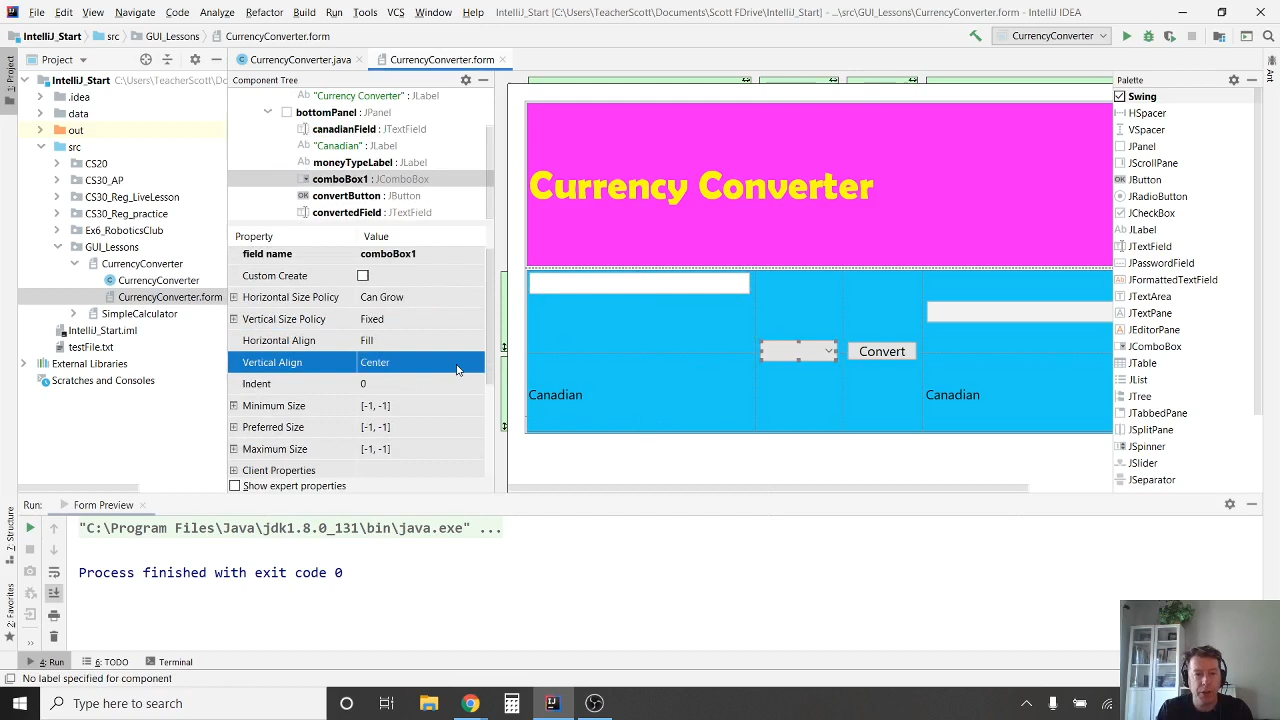 File Edit View Navigate Code Analyze Refactor Build Run Tools VCS Window Help IntelliJ_Start [C:\Users\TeacherScott\Documents\Scott FDrive\IntelliJ_Start] - ...\src\GUI_Lessons\CurrencyConverter.form - IntelliJ IDEA
IntelliJ_Start src GUI_Lessons CurrencyConverter.form CurrencyConverter
Project CurrencyConverter.java CurrencyConverter.form
1: Project
Ant
IntelliJ_Start C:\Users\TeacherS
.idea
data
out
src
CS20
CS30_AP
CS30_Reg_LiveLesson
CS30_Reg_practice
Ex6_RoboticsClub
GUI_Lessons
CurrencyConverter
CurrencyConverter
CurrencyConverter.form
SimpleCalculator
IntelliJ_Start.iml
testFile.txt
External Libraries
Scratches and Consoles
Component Tree
"Currency Converter" : JLabel
bottomPanel : JPanel
canadianField : JTextField
"Canadian" : JLabel
moneyTypeLabel : JLabel
comboBox1 : JComboBox
convertButton : JButton
convertedField : JTextField
Property Value
field name comboBox1
Custom Create
Horizontal Size Policy Can Grow
Vertical Size Policy Fixed
Horizontal Align Fill
Vertical Align Center
Indent 0
Minimum Size [-1, -1]
Preferred Size [-1, -1]
Maximum Size [-1, -1]
Client Properties
Show expert properties
Currency Converter
Convert
Canadian Canadian
Palette
Swing
HSpacer
VSpacer
JPanel
JScrollPane
JButton
JRadioButton
JCheckBox
JLabel
JTextField
JPasswordField
JFormattedTextField
JTextArea
JTextPane
JEditorPane
JComboBox
JTable
JList
JTree
JTabbedPane
JSplitPane
JSpinner
JSlider
JSeparator
Run: Form Preview
"C:\Program Files\Java\jdk1.8.0_131\bin\java.exe" ...
Process finished with exit code 0
7: Structure
2: Favorites
4: Run 6: TODO Terminal
No label specified for component
Type here to search